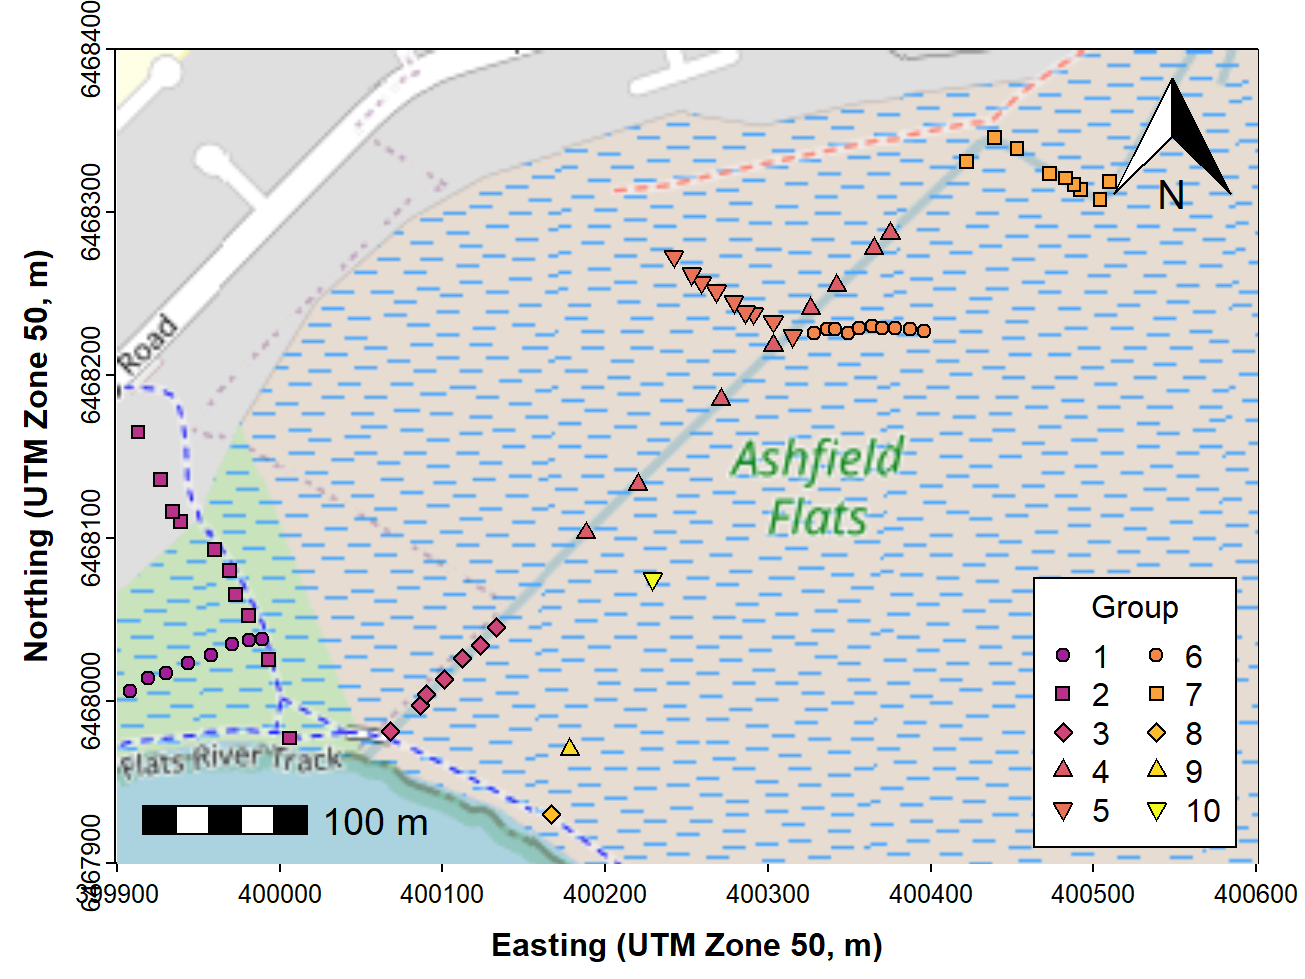 Northing (UTM Zone 50, m)
6468400
6468300
6468200
6468100
6468000
6467900
Road
Ashfield
Flats
N
Flats River Track
100 m
Group
1 6
2 7
3 8
4 9
5 10
399900 400000 400100 400200 400300 400400 400500 400600
Easting (UTM Zone 50, m)